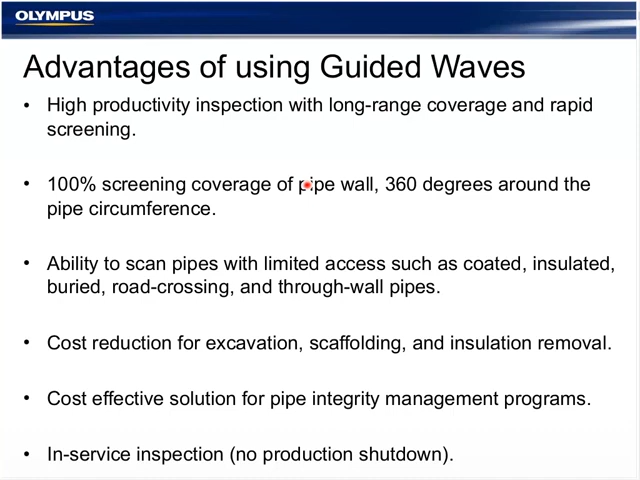 OLYMPUS
Advantages of using Guided Waves
• High productivity inspection with long-range coverage and rapid
screening.
• 100% screening coverage of pipe wall, 360 degrees around the
pipe circumference.
• Ability to scan pipes with limited access such as coated, insulated,
buried, road-crossing, and through-wall pipes.
• Cost reduction for excavation, scaffolding, and insulation removal.
• Cost effective solution for pipe integrity management programs.
• In-service inspection (no production shutdown).